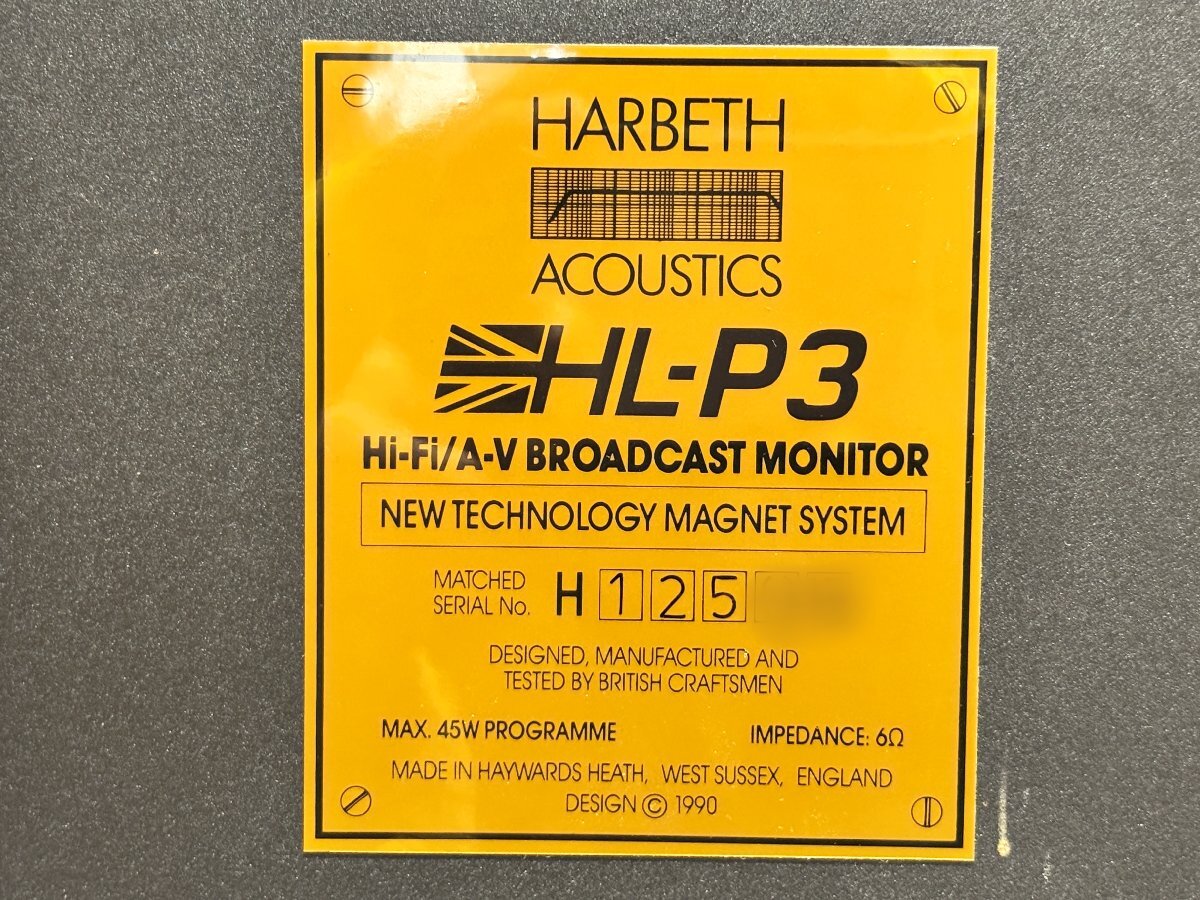 HARBETH
ACOUSTICS
HL-P3
Hi-Fi/A-V BROADCAST MONITOR
NEW TECHNOLOGY MAGNET SYSTEM
MATCHED
SERIAL No. H 1 2 5
DESIGNED, MANUFACTURED AND
TESTED BY BRITISH CRAFTSMEN
MAX. 45W PROGRAMME IMPEDANCE: 6Ω
MADE IN HAYWARDS HEATH, WEST SUSSEX, ENGLAND
DESIGN © 1990